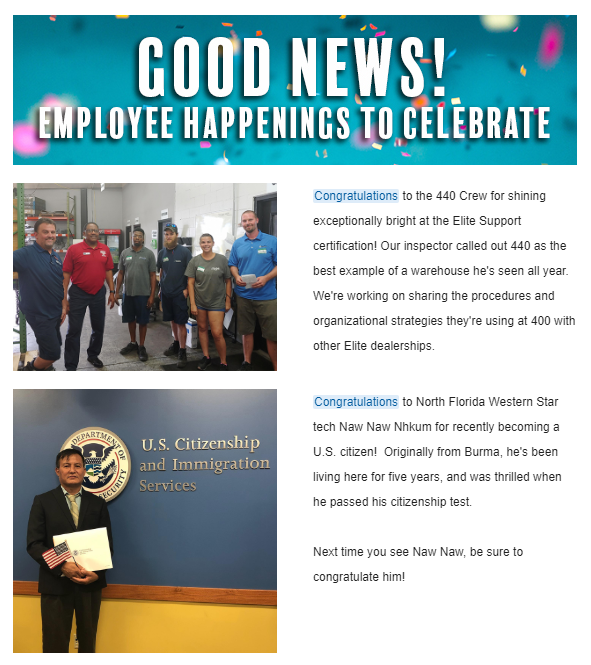 GOOD NEWS!
EMPLOYEE HAPPENINGS TO CELEBRATE
Congratulations to the 440 Crew for shining
exceptionally bright at the Elite Support
certification! Our inspector called out 440 as the
best example of a warehouse he's seen all year.
We're working on sharing the procedures and
organizational strategies they're using at 400 with
other Elite dealerships.
DEPARTMENT OF
SECURITY
U.S. Citizenship
and Immigration
Services
Congratulations to North Florida Western Star
tech Naw Naw Nhkum for recently becoming a
U.S. citizen!  Originally from Burma, he's been
living here for five years, and was thrilled when
he passed his citizenship test.
Next time you see Naw Naw, be sure to
congratulate him!